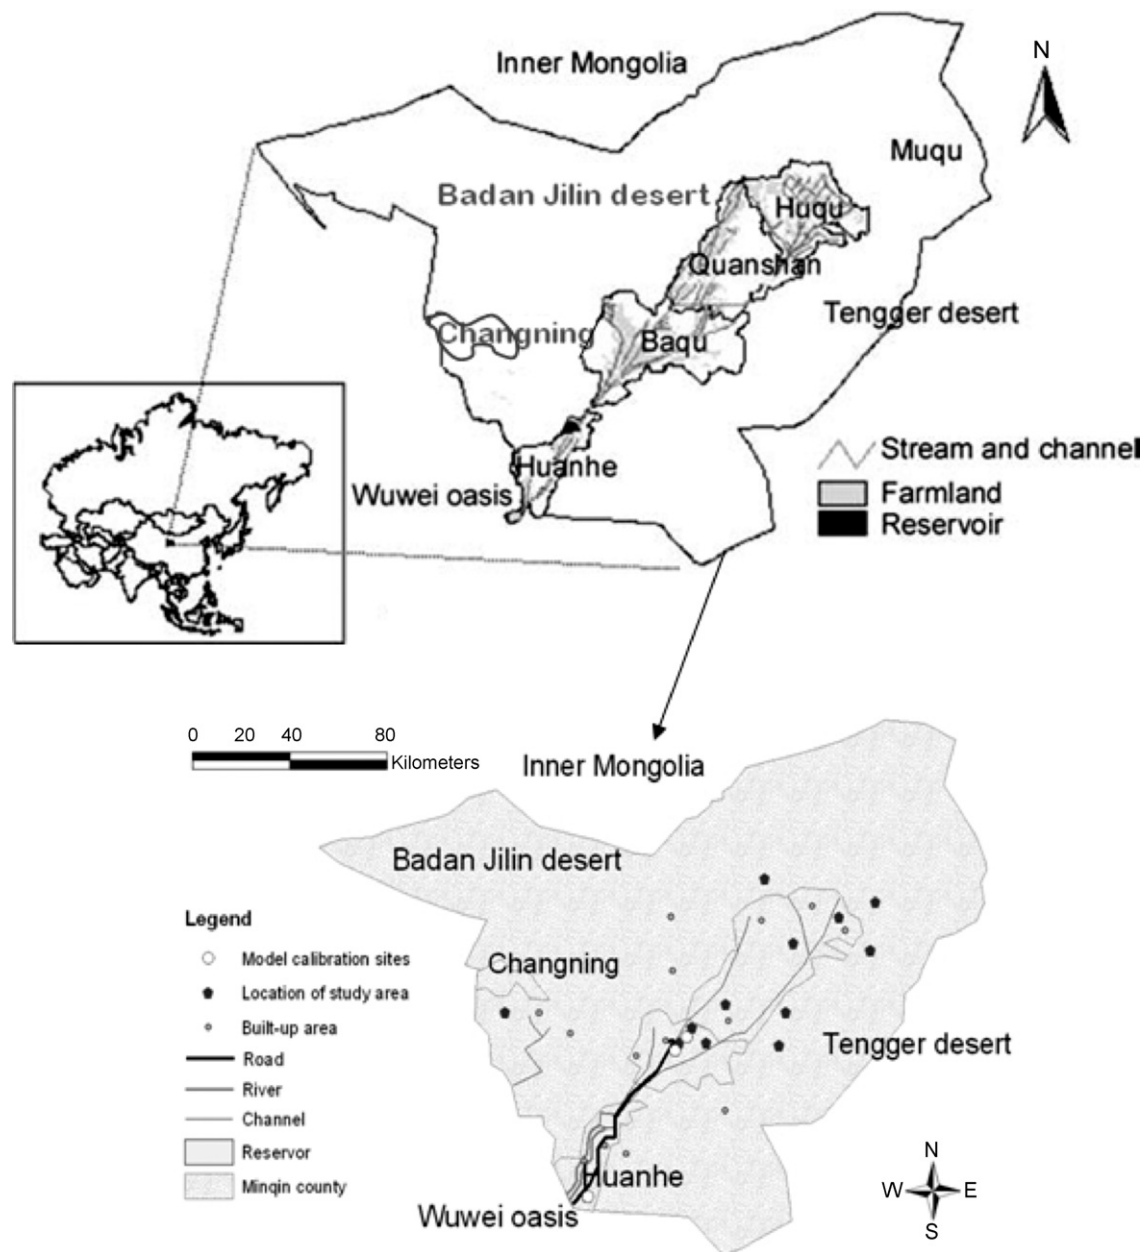 Inner Mongolia
N
Muqu
Badan Jilin desert
Huqu
Quanshan
Tengger desert
Changning
Baqu
Stream and channel
Huanhe
Wuwei oasis
Farmland
Reservoir
0 20 40 80
Kilometers
Inner Mongolia
Badan Jilin desert
Legend
Model calibration sites
Changning
Location of study area
Built-up area
Tengger desert
Road
River
Channel
Reservor
Minqin county
Huanhe
Wuwei oasis
N
W E
S